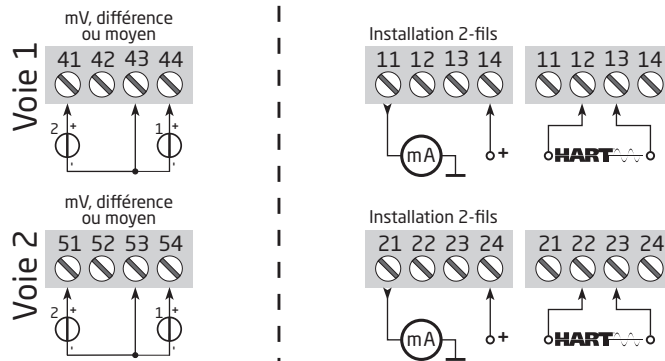 Voie 1
mV, différence
ou moyen
41 42 43 44
2 + - 1 + -
Installation 2-fils
11 12 13 14
mA +
11 12 13 14
HART
Voie 2
mV, différence
ou moyen
51 52 53 54
2 + - 1 + -
Installation 2-fils
21 22 23 24
mA +
21 22 23 24
HART